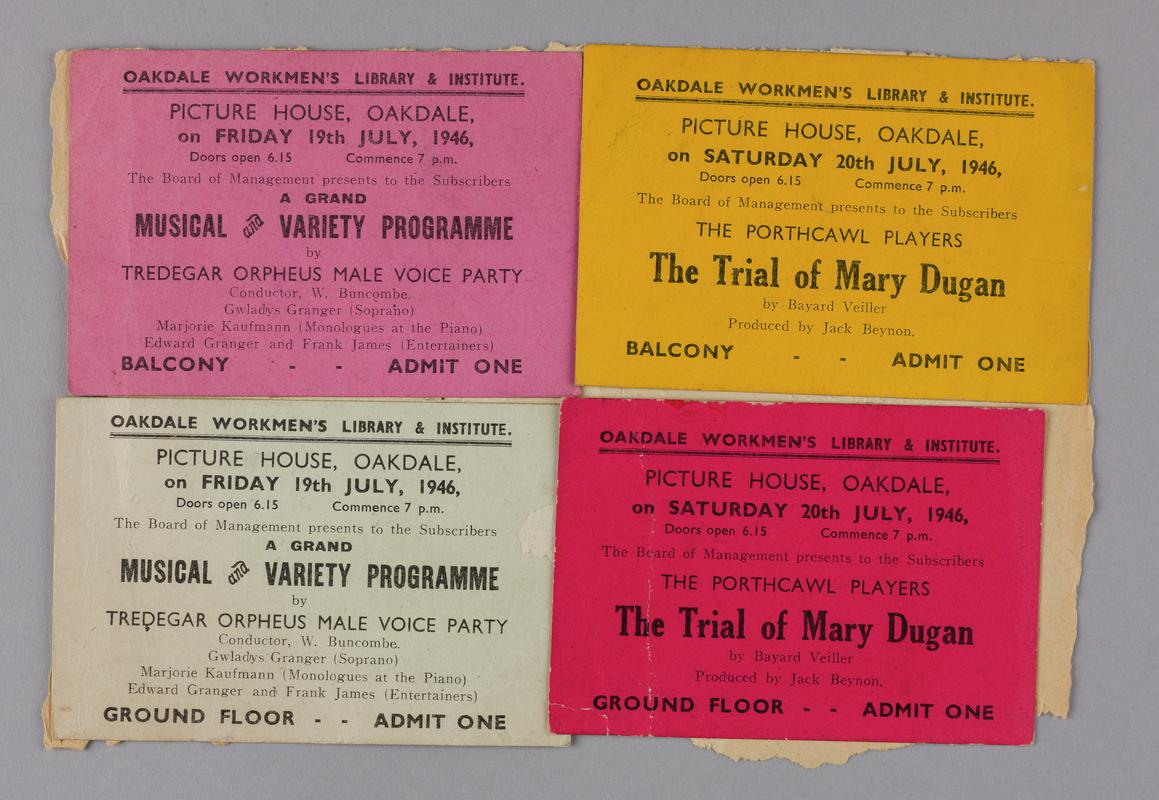 OAKDALE WORKMEN'S LIBRARY & INSTITUTE.
PICTURE HOUSE, OAKDALE,
on FRIDAY 19th JULY, 1946,
Doors open 6.15 Commence 7 p.m.
The Board of Management presents to the Subscribers
A GRAND
MUSICAL and VARIETY PROGRAMME
by
TREDEGAR ORPHEUS MALE VOICE PARTY
Conductor, W. Buncombe.
Gwladys Granger (Soprano)
Marjorie Kaufmann (Monologues at the Piano)
Edward Granger and Frank James (Entertainers)
BALCONY - - ADMIT ONE
OAKDALE WORKMEN'S LIBRARY & INSTITUTE.
PICTURE HOUSE, OAKDALE,
on SATURDAY 20th JULY, 1946,
Doors open 6.15 Commence 7 p.m.
The Board of Management presents to the Subscribers
THE PORTHCAWL PLAYERS
The Trial of Mary Dugan
by Bayard Veiller
Produced by Jack Beynon.
BALCONY - - ADMIT ONE
OAKDALE WORKMEN'S LIBRARY & INSTITUTE.
PICTURE HOUSE, OAKDALE,
on FRIDAY 19th JULY, 1946,
Doors open 6.15 Commence 7 p.m.
The Board of Management presents to the Subscribers
A GRAND
MUSICAL and VARIETY PROGRAMME
by
TREDEGAR ORPHEUS MALE VOICE PARTY
Conductor, W. Buncombe.
Gwladys Granger (Soprano)
Marjorie Kaufmann (Monologues at the Piano)
Edward Granger and Frank James (Entertainers)
GROUND FLOOR - - ADMIT ONE
OAKDALE WORKMEN'S LIBRARY & INSTITUTE.
PICTURE HOUSE, OAKDALE,
on SATURDAY 20th JULY, 1946,
Doors open 6.15 Commence 7 p.m.
The Board of Management presents to the Subscribers
THE PORTHCAWL PLAYERS
The Trial of Mary Dugan
by Bayard Veiller
Produced by Jack Beynon.
GROUND FLOOR - - ADMIT ONE